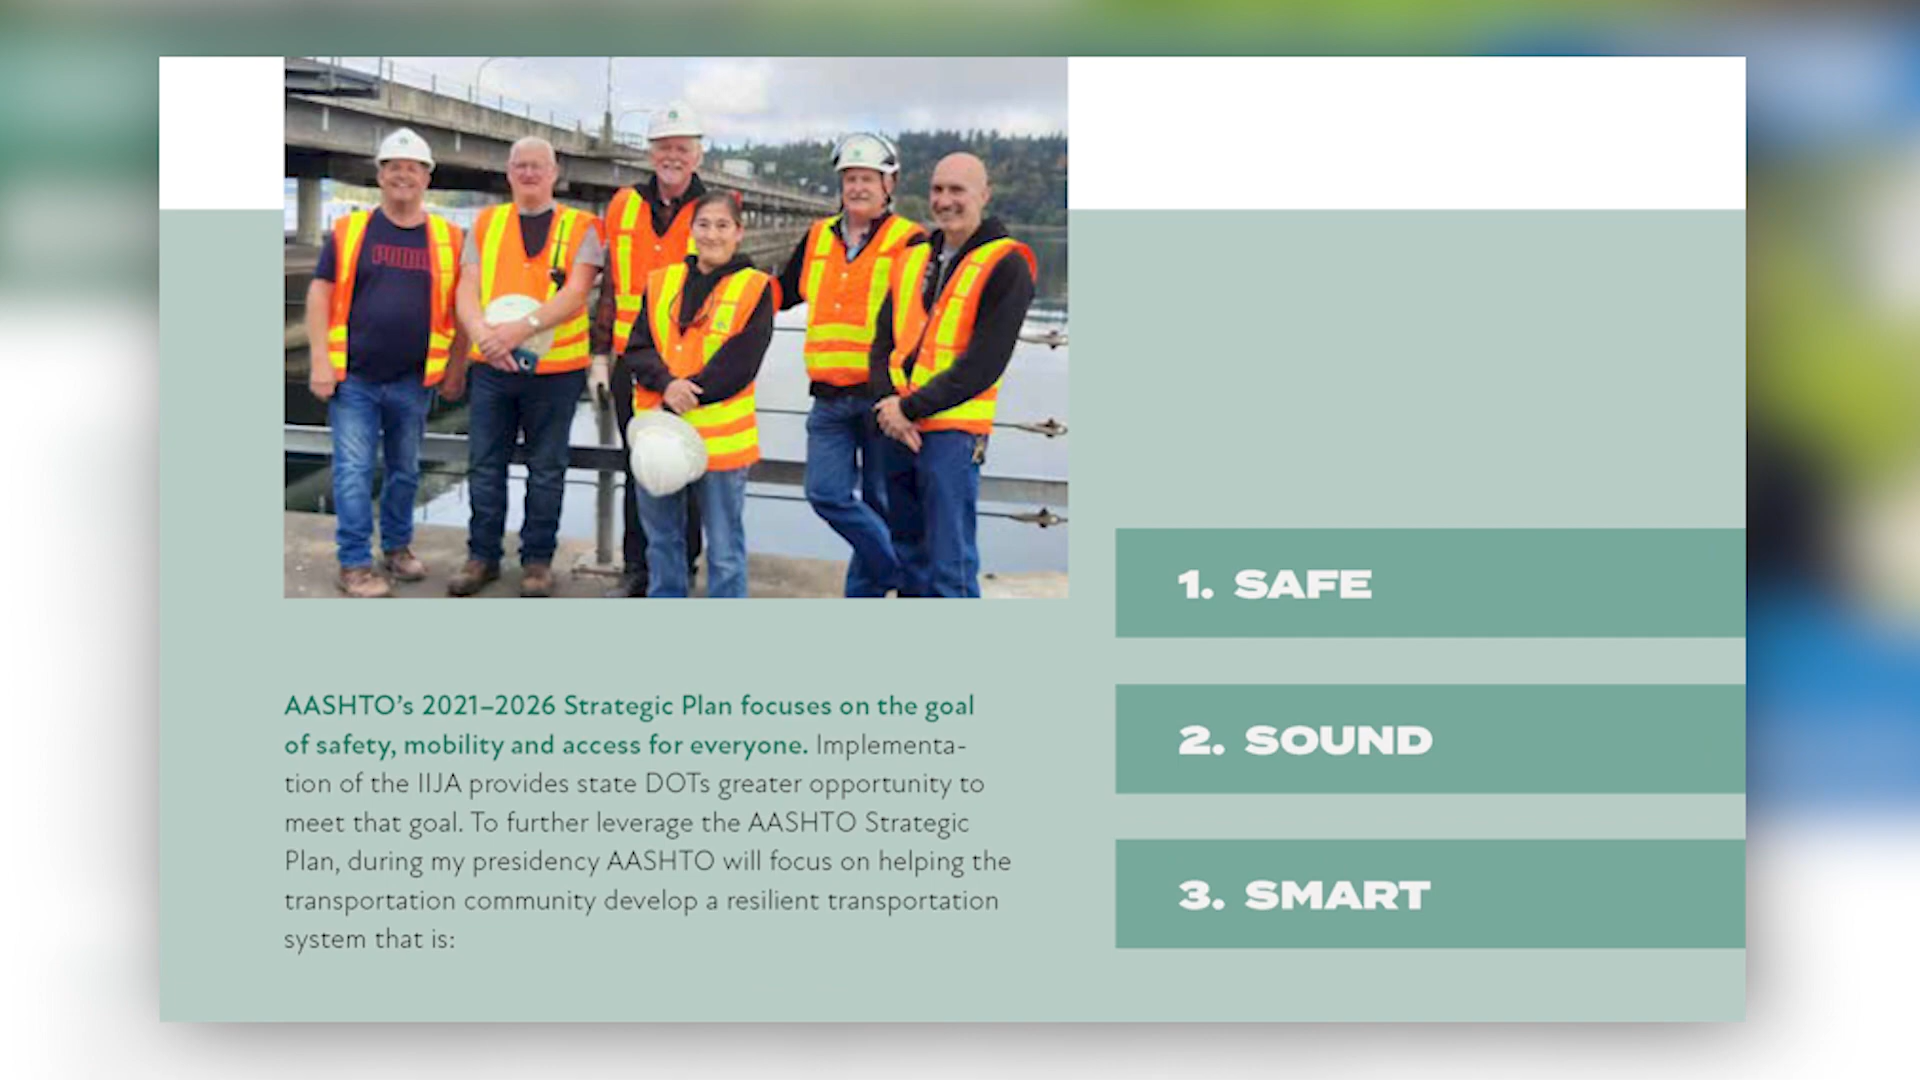 AASHTO’s 2021–2026 Strategic Plan focuses on the goal
of safety, mobility and access for everyone. Implementa-
tion of the IIJA provides state DOTs greater opportunity to
meet that goal. To further leverage the AASHTO Strategic
Plan, during my presidency AASHTO will focus on helping the
transportation community develop a resilient transportation
system that is:
1. SAFE
2. SOUND
3. SMART